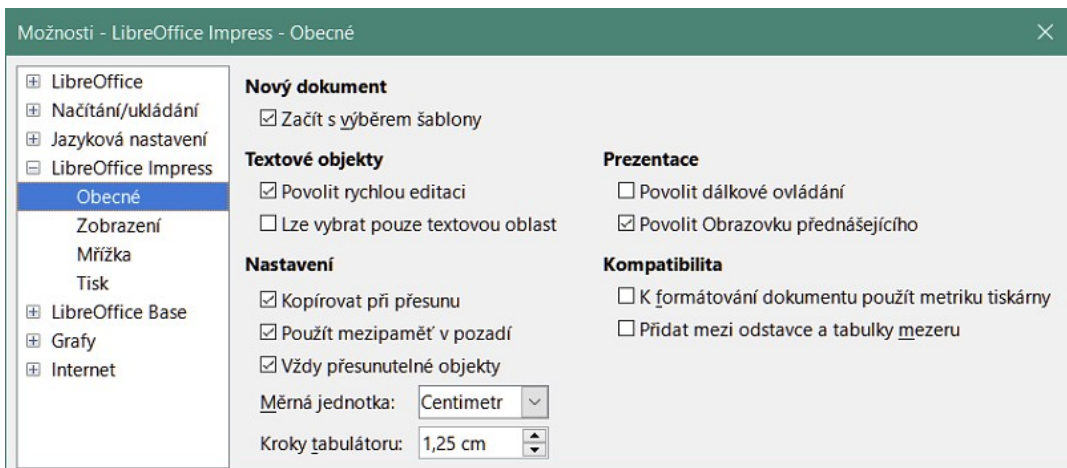 Možnosti - LibreOffice Impress - Obecné
LibreOffice
Načítání/ukládání
Jazyková nastavení
LibreOffice Impress
Obecné
Zobrazení
Mřížka
Tisk
LibreOffice Base
Grafy
Internet
Nový dokument
Začít s výběrem šablony
Textové objekty
Povolit rychlou editaci
Lze vybrat pouze textovou oblast
Prezentace
Povolit dálkové ovládání
Povolit Obrazovku přednášejícího
Nastavení
Kopírovat při přesunu
Použít mezipaměť v pozadí
Vždy přesunutelné objekty
Měrná jednotka: Centimetr
Kroky tabulátoru: 1,25 cm
Kompatibilita
K formátování dokumentu použít metriku tiskárny
Přidat mezi odstavce a tabulky mezeru